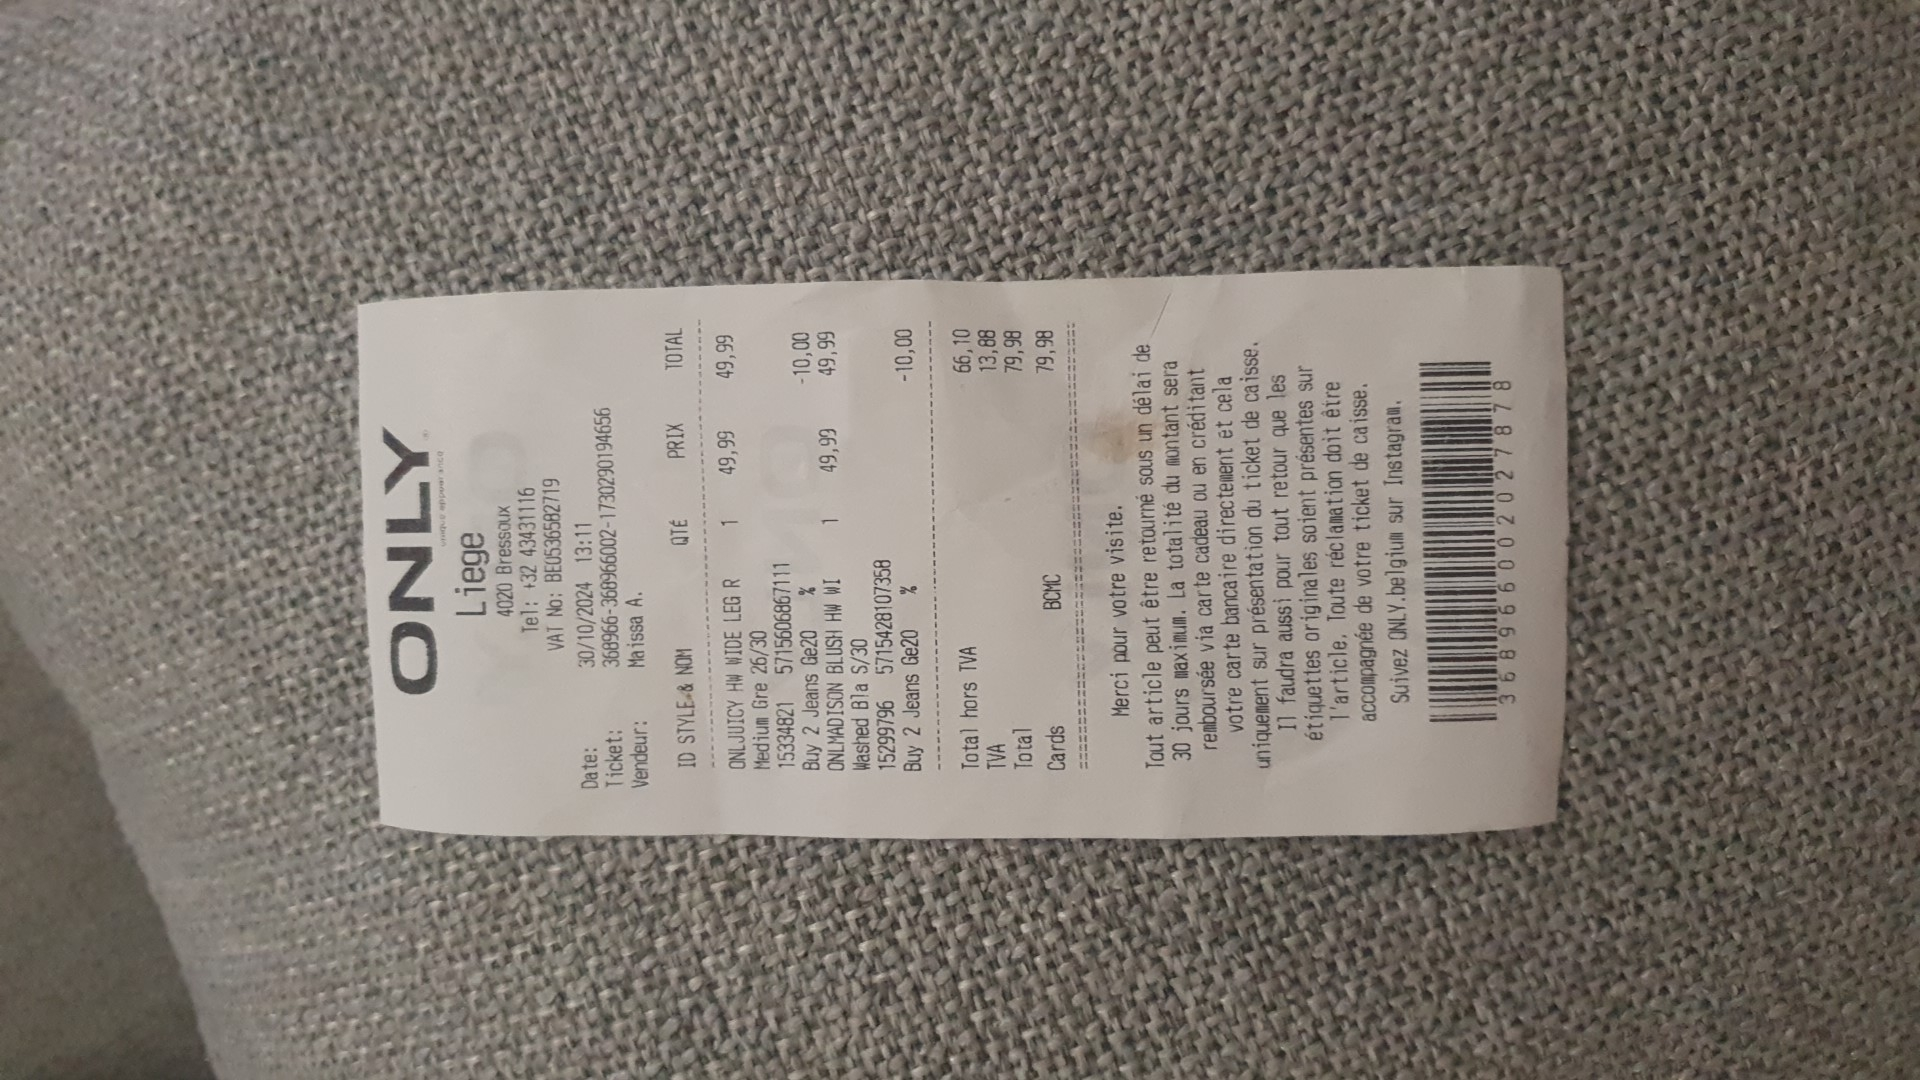 ONLY
Liege
4020 Bressoux
Tel: +32 43431116
VAT No: BE0536582719
Date: 30/10/2024 13:11
Ticket: 368966-368966002-1730290194656
Vendeur: Maissa A.
ID STYLE & NOM QTÉ PRIX TOTAL
ONLJUICY HW WIDE LEG R 1 49,99 49,99
Medium Gre 26/30
15334821 5715606867111
Buy 2 Jeans Ge20 % -10,00
ONLMADISON BLUSH HW WI 1 49,99 49,99
Washed Bla S/30
15299796 5715428107358
Buy 2 Jeans Ge20 % -10,00
Total hors TVA 66,10
TVA 13,88
Total 79,98
Cards BCMC 79,98
Merci pour votre visite.
Tout article peut être retourné sous un délai de
30 jours maximum. La totalité du montant sera
remboursée via carte cadeau ou en créditant
votre carte bancaire directement et cela
uniquement sur présentation du ticket de caisse.
Il faudra aussi pour tout retour que les
étiquettes originales soient présentes sur
l'article. Toute réclamation doit être
accompagnée de votre ticket de caisse.
Suivez ONLY.belgium sur Instagram.
3689660020278​78